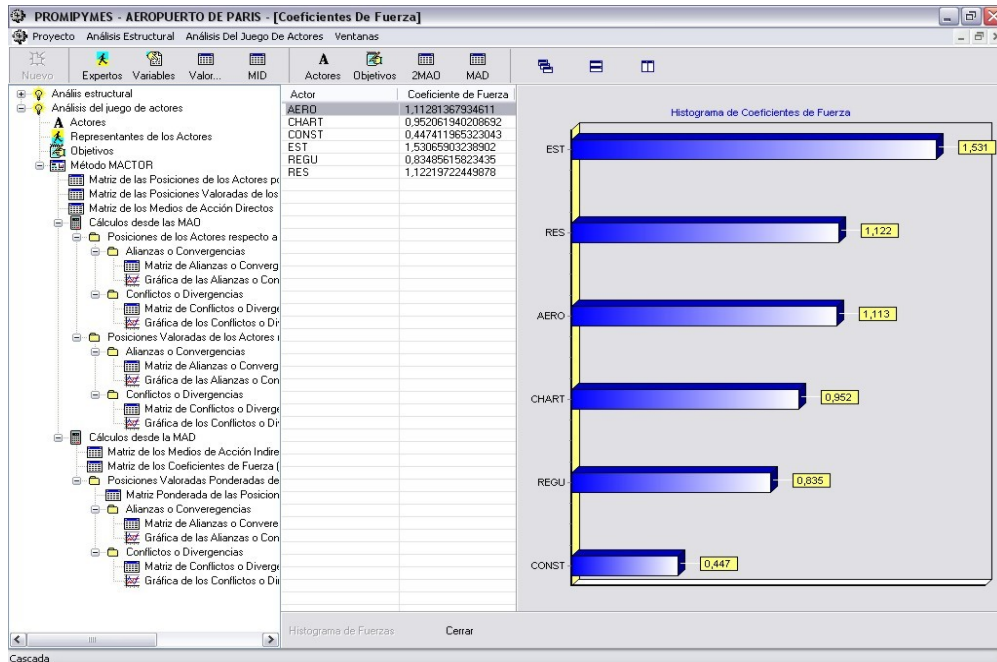 PROMIPYMES - AEROPUERTO DE PARIS - [Coeficientes De Fuerza]
Proyecto Análisis Estructural Análisis Del Juego De Actores Ventanas
Nuevo Expertos Variables Valor... MID Actores Objetivos 2MAO MAD
Anális estructural
Análisis del juego de actores
Actores
Representantes de los Actores
Objetivos
Método MACTOR
Matriz de las Posiciones de los Actores po
Matriz de las Posiciones Valoradas de los
Matriz de los Medios de Acción Directos
Cálculos desde las MAO
Posiciones de los Actores respecto a
Alianzas o Convergencias
Matriz de Alianzas o Converg
Gráfica de las Alianzas o Con
Conflictos o Divergencias
Matriz de Conflictos o Diverge
Gráfica de los Conflictos o Di
Posiciones Valoradas de los Actores
Alianzas o Convergencias
Matriz de Alianzas o Converg
Gráfica de las Alianzas o Con
Conflictos o Divergencias
Matriz de Conflictos o Diverge
Gráfica de los Conflictos o Di
Cálculos desde la MAD
Matriz de los Medios de Acción Indire
Matriz de los Coeficientes de Fuerza (
Posiciones Valoradas Ponderadas de
Matriz Ponderada de las Posicion
Alianzas o Converegencias
Matriz de Alianzas o Convere
Gráfica de las Alianzas o Con
Conflictos o Divergencias
Matriz de Conflictos o Diverge
Gráfica de los Conflictos o Di
Actor Coeficiente de Fuerza
AERO 1,11281367934611
CHART 0,952061940208692
CONST 0,447411965323043
EST 1,53065903238902
REGU 0,83485615823435
RES 1,12219722449878
Histograma de Coeficientes de Fuerza
EST 1,531
RES 1,122
AERO 1,113
CHART 0,952
REGU 0,835
CONST 0,447
Histograma de Fuerzas Cerrar
Cascada